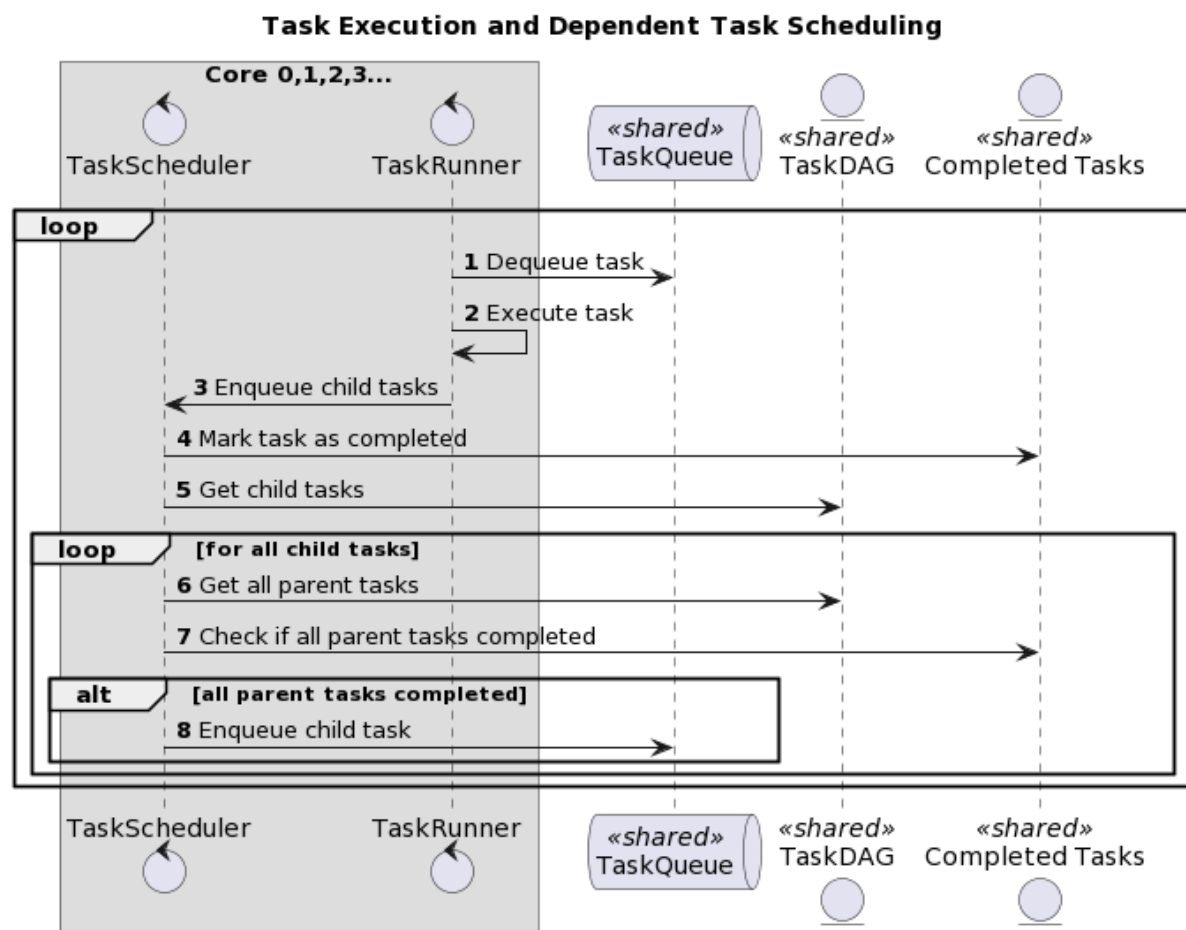 Task Execution and Dependent Task Scheduling
Core 0,1,2,3...
TaskScheduler
TaskRunner
«shared»
TaskQueue
«shared»
TaskDAG
«shared»
Completed Tasks
loop
1 Dequeue task
2 Execute task
3 Enqueue child tasks
4 Mark task as completed
5 Get child tasks
loop [for all child tasks]
6 Get all parent tasks
7 Check if all parent tasks completed
alt [all parent tasks completed]
8 Enqueue child task
TaskScheduler
TaskRunner
«shared»
TaskQueue
«shared»
TaskDAG
«shared»
Completed Tasks